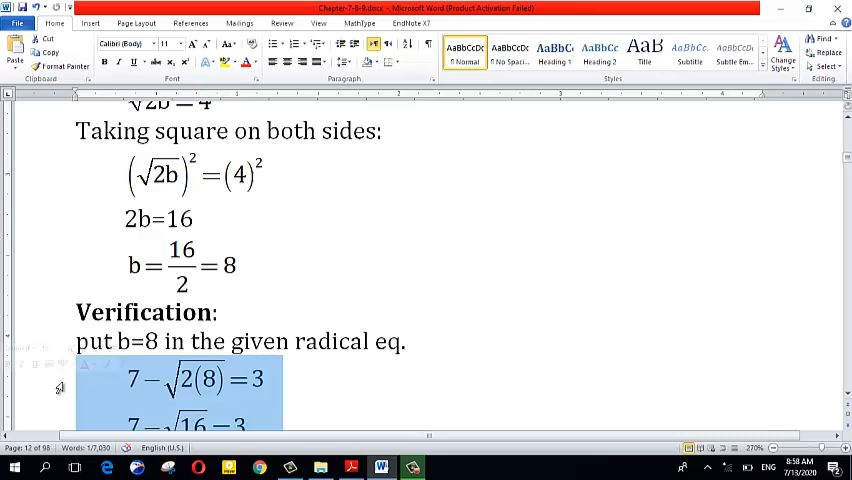 Chapter-7-8-9.docx - Microsoft Word (Product Activation Failed)
File Home Insert Page Layout References Mailings Review View MathType EndNote X7
Paste Cut Copy Format Painter Clipboard
Calibri (Body) 11 Font
Paragraph
AaBbCcDc Normal AaBbCcDc No Spaci... AaBbCc Heading 1 AaBbCc Heading 2 AaB Title AaBbCc. Subtitle AaBbCcDc Subtle Em... Change Styles Styles
Find Replace Select Editing
√2b = 4
Taking square on both sides:
(√2b)² = (4)²
2b=16
b = 16/2 = 8
Verification:
put b=8 in the given radical eq.
7 − √2(8) = 3
7 − √16 = 3
Page: 12 of 98 Words: 1/7,030 English (U.S.) 270%
ENG 8:58 AM 7/13/2020